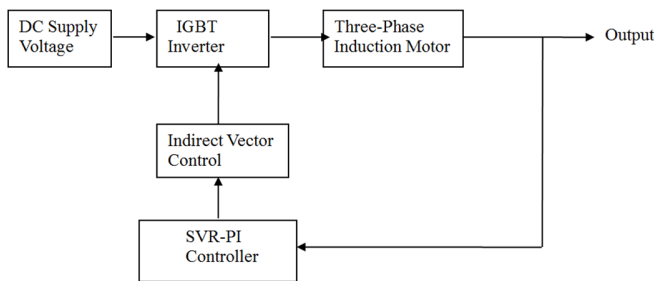 DC Supply
Voltage
IGBT
Inverter
Three-Phase
Induction Motor
Output
Indirect Vector
Control
SVR-PI
Controller